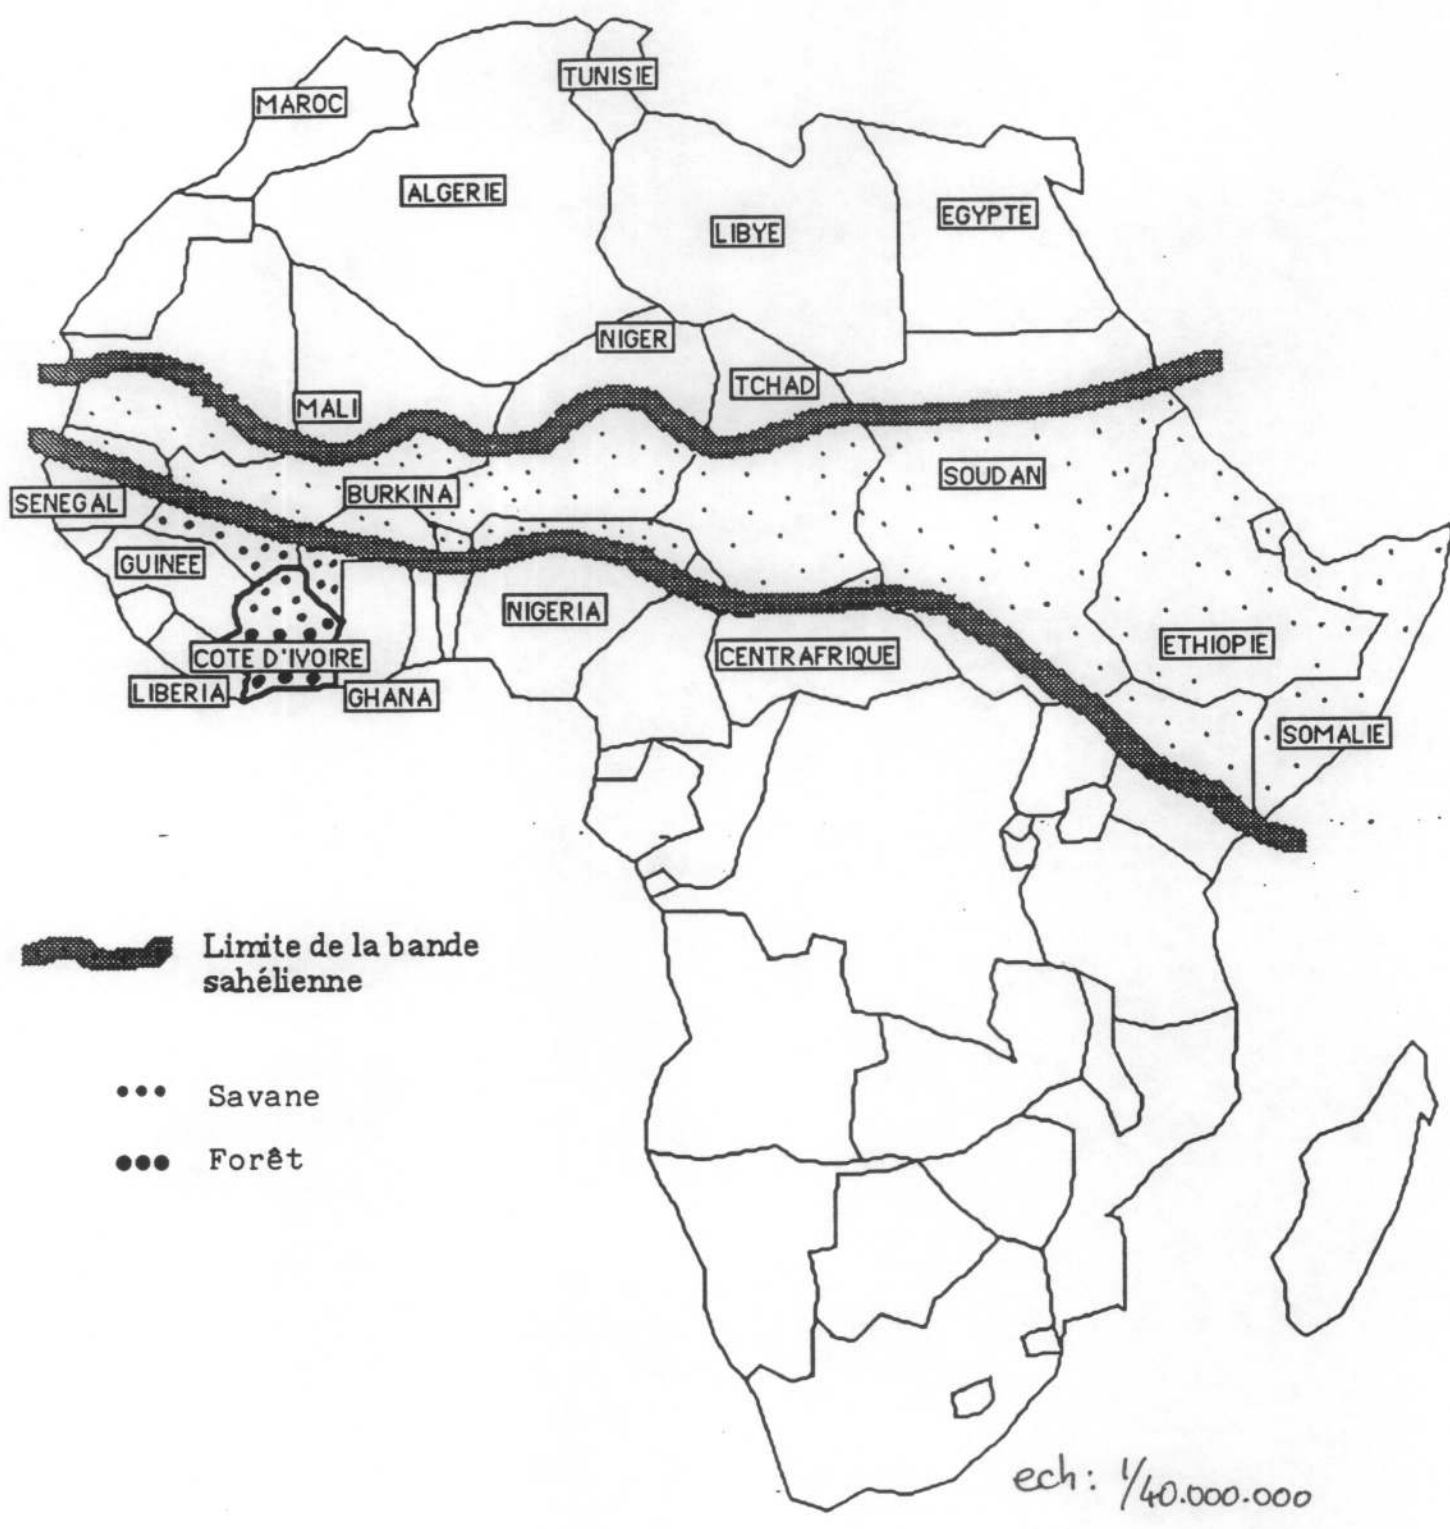 TUNISIE
MAROC
ALGERIE
LIBYE
EGYPTE
NIGER
TCHAD
MALI
SOUDAN
SENEGAL
BURKINA
GUINEE
NIGERIA
ETHIOPIE
COTE D'IVOIRE
CENTRAFRIQUE
LIBERIA
GHANA
SOMALIE
Limite de la bande
sahélienne
Savane
Forêt
ech: 1/40.000.000